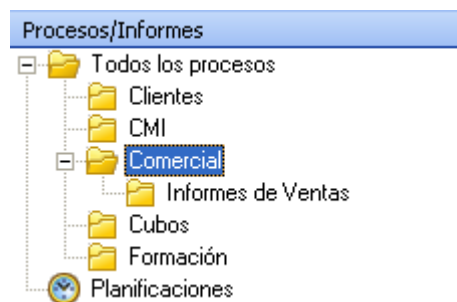 Procesos/Informes
Todos los procesos
Clientes
CMI
Comercial
Informes de Ventas
Cubos
Formación
Planificaciones